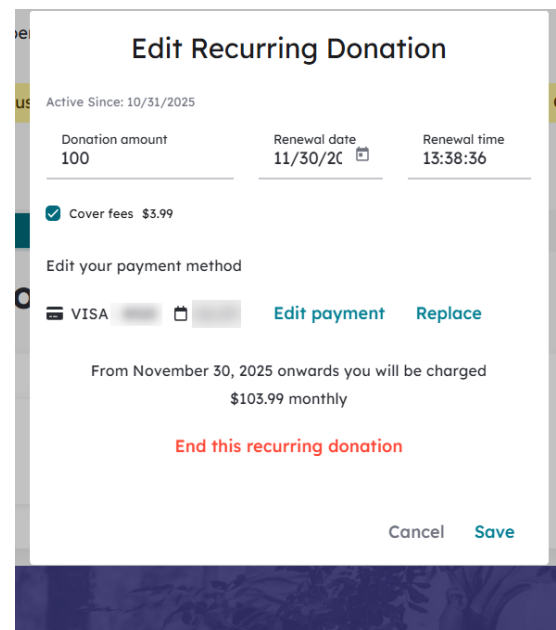 Edit Recurring Donation
Active Since: 10/31/2025
Donation amount
100
Renewal date
11/30/20
Renewal time
13:38:36
Cover fees $3.99
Edit your payment method
VISA
Edit payment
Replace
From November 30, 2025 onwards you will be charged
$103.99 monthly
End this recurring donation
Cancel
Save